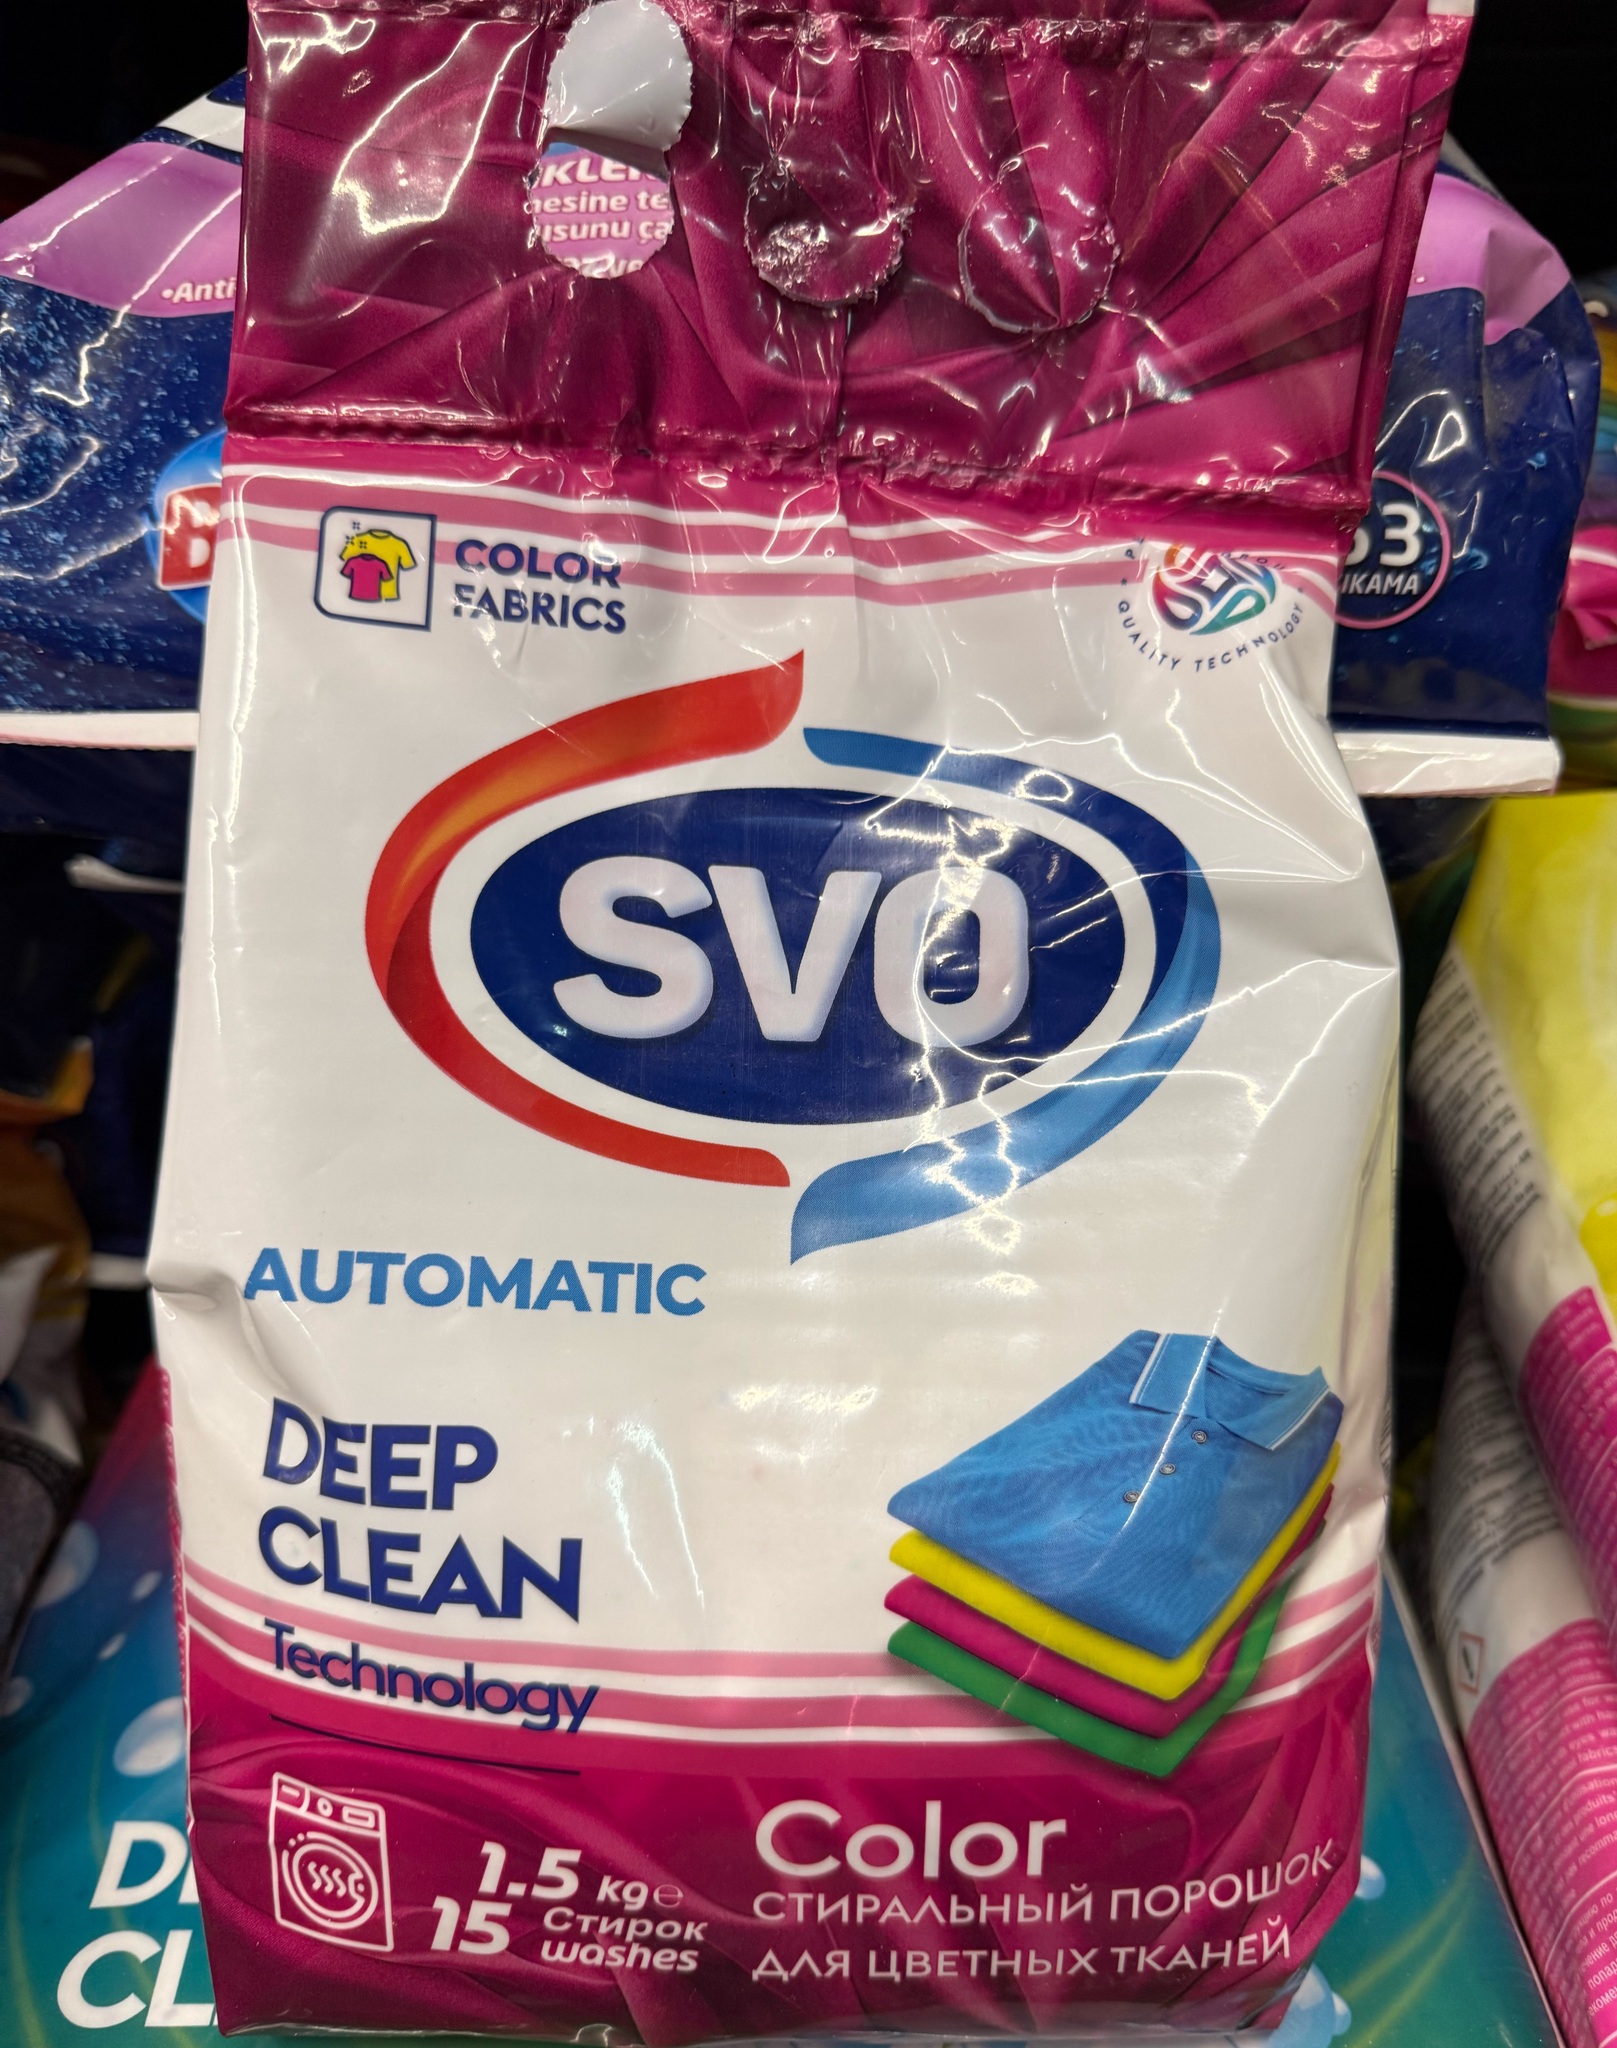 •Anti
COLOR
FABRICS
QUALITY TECHNOLOGY
SVO
AUTOMATIC
DEEP
CLEAN
Technology
1.5 kg e
15 Стирок
washes
Color
СТИРАЛЬНЫЙ ПОРОШОК
ДЛЯ ЦВЕТНЫХ ТКАНЕЙ